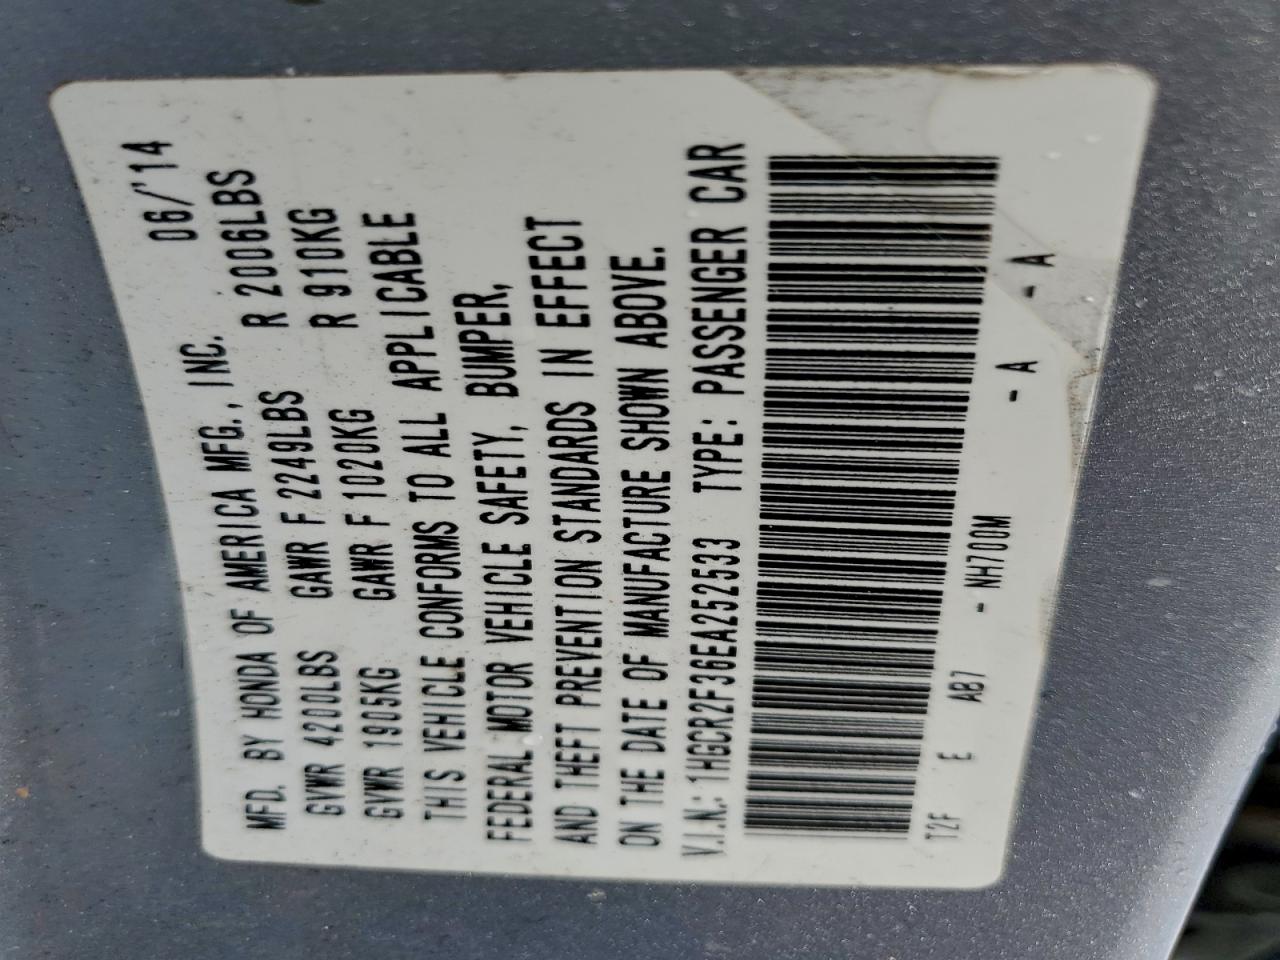 MFD. BY HONDA OF AMERICA MFG., INC. 06/'14
GVWR 4200LBS GAWR F 2249LBS R 2006LBS
GVWR 1905KG GAWR F 1020KG R 910KG
THIS VEHICLE CONFORMS TO ALL APPLICABLE
FEDERAL MOTOR VEHICLE SAFETY, BUMPER,
AND THEFT PREVENTION STANDARDS IN EFFECT
ON THE DATE OF MANUFACTURE SHOWN ABOVE.
V.I.N.: 1HGCR2F36EA252533 TYPE: PASSENGER CAR
T2F E AB7 - NH700M - A - A